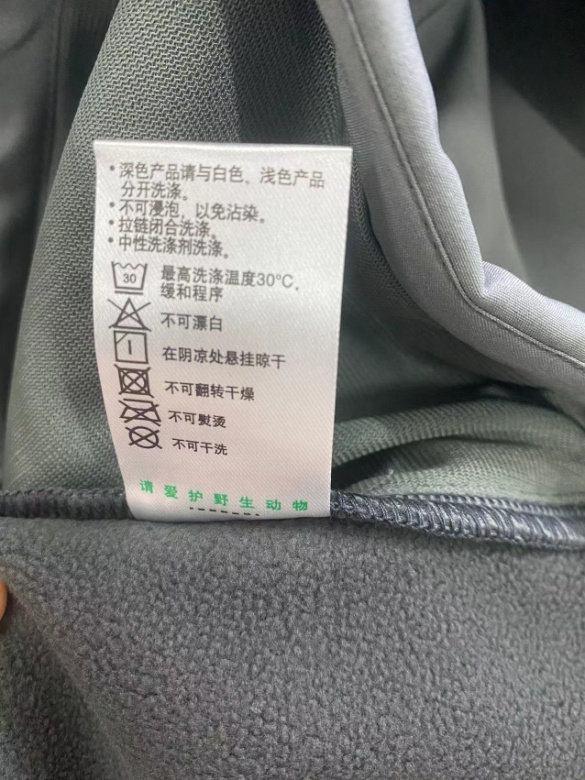 • 深色产品请与白色、浅色产品
分开洗涤。
• 不可浸泡，以免沾染。
• 拉链闭合洗涤。
• 中性洗涤剂洗涤。
30 最高洗涤温度30℃，
缓和程序
不可漂白
在阴凉处悬挂晾干
不可翻转干燥
不可熨烫
不可干洗
请爱护野生动物